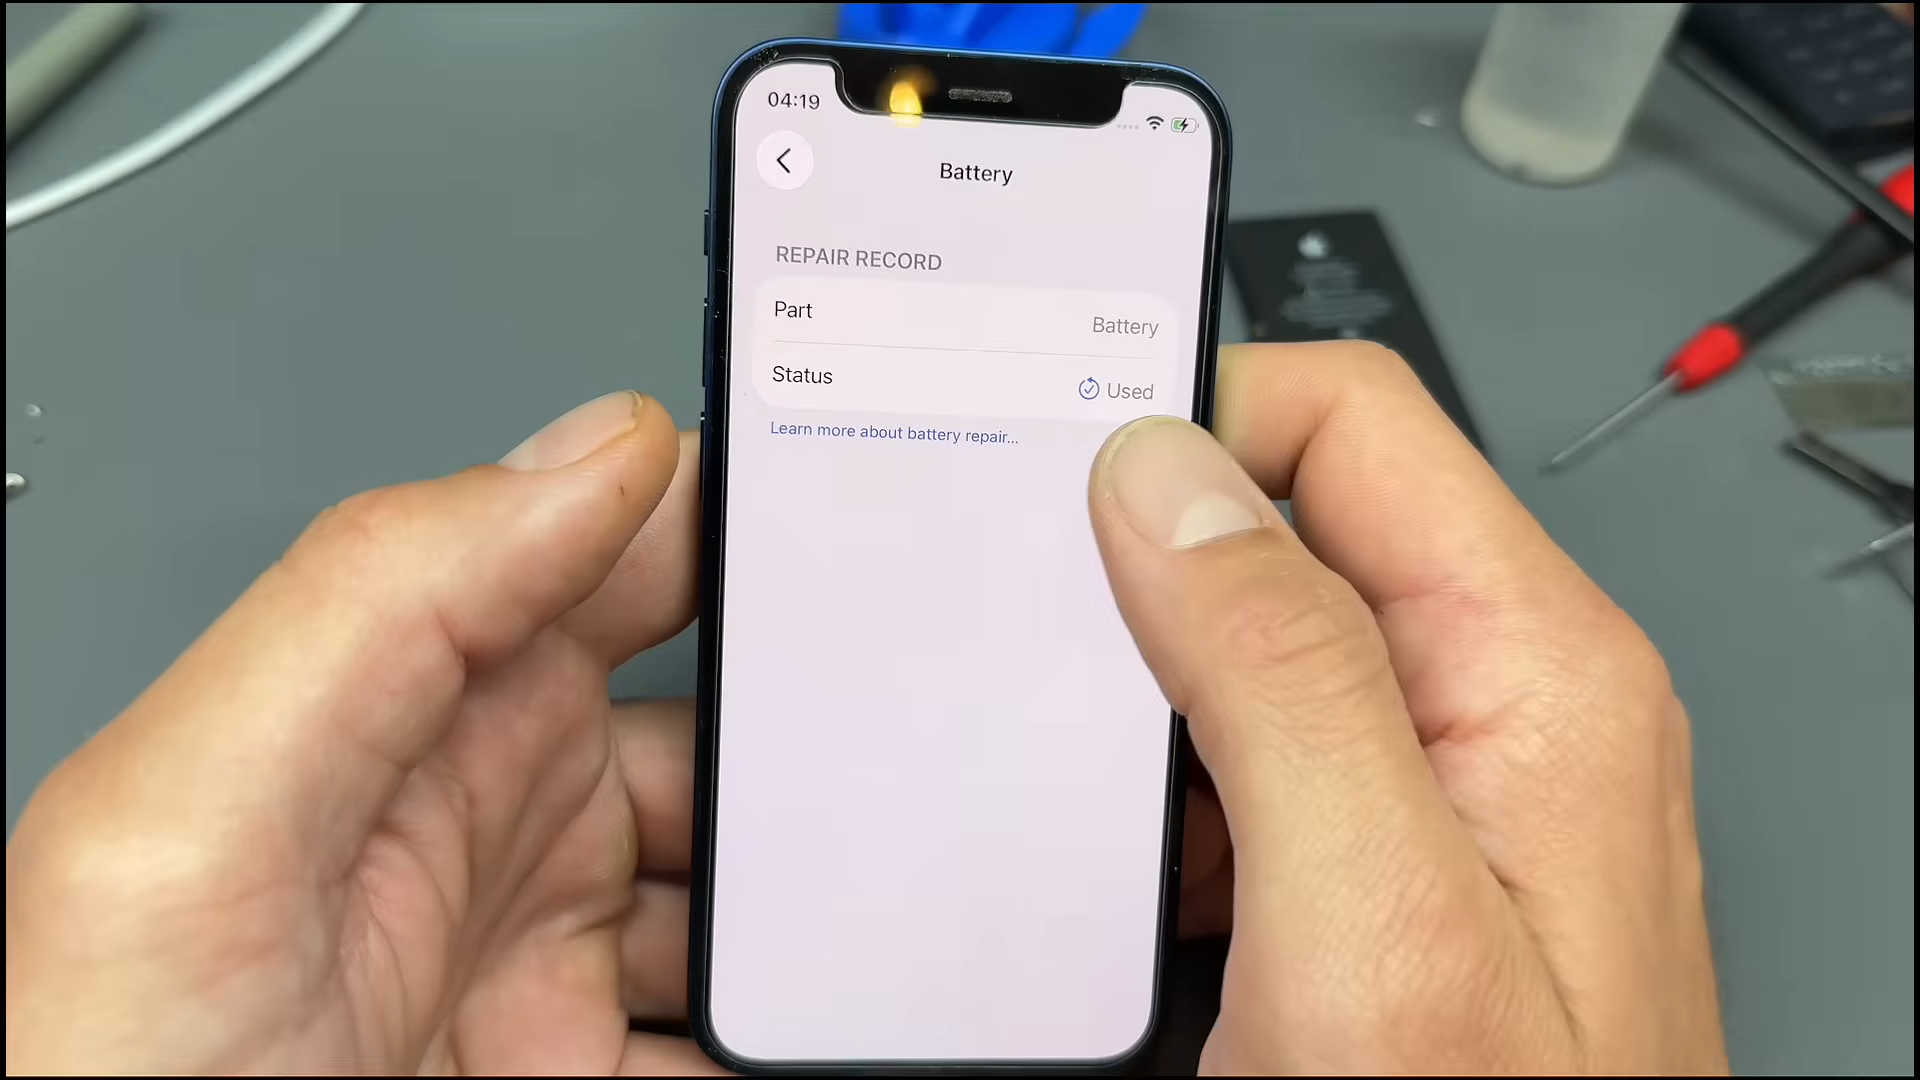 04:19
Battery
REPAIR RECORD
Part
Battery
Status
Used
Learn more about battery repair...